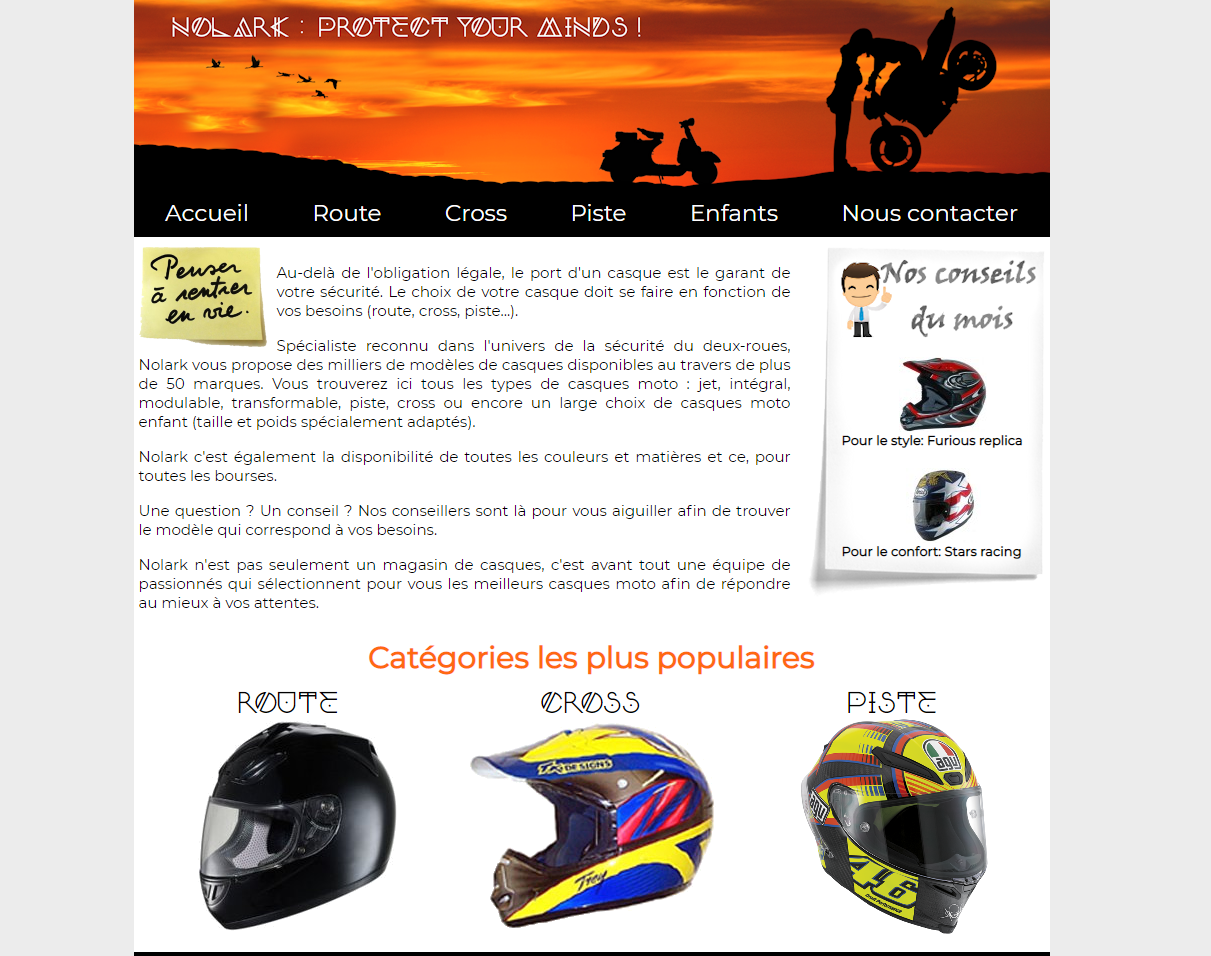 NOLARK : PROTECT YOUR MINDS !
Accueil Route Cross Piste Enfants Nous contacter
Penser
à rentrer
en vie.
Au-delà de l'obligation légale, le port d'un casque est le garant de
votre sécurité. Le choix de votre casque doit se faire en fonction de
vos besoins (route, cross, piste...).
Spécialiste reconnu dans l'univers de la sécurité du deux-roues,
Nolark vous propose des milliers de modèles de casques disponibles au travers de plus
de 50 marques. Vous trouverez ici tous les types de casques moto : jet, intégral,
modulable, transformable, piste, cross ou encore un large choix de casques moto
enfant (taille et poids spécialement adaptés).
Nolark c'est également la disponibilité de toutes les couleurs et matières et ce, pour
toutes les bourses.
Une question ? Un conseil ? Nos conseillers sont là pour vous aiguiller afin de trouver
le modèle qui correspond à vos besoins.
Nolark n'est pas seulement un magasin de casques, c'est avant tout une équipe de
passionnés qui sélectionnent pour vous les meilleurs casques moto afin de répondre
au mieux à vos attentes.
Nos conseils
du mois
Pour le style: Furious replica
Pour le confort: Stars racing
Catégories les plus populaires
ROUTE
CROSS
PISTE
DESIGNS
Troy
agv
agv
46